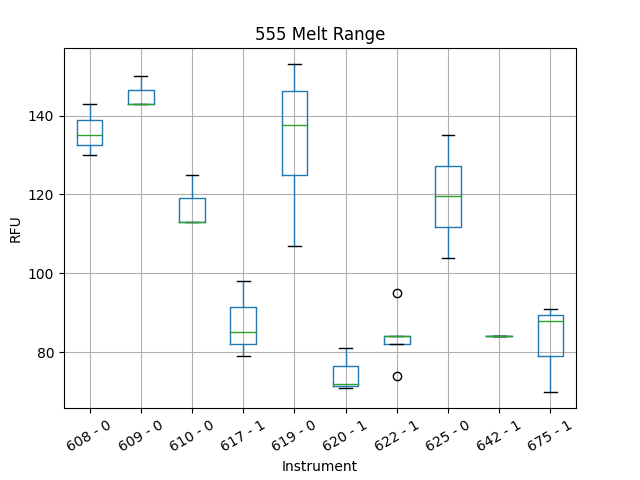 555 Melt Range
140
120
100
80
RFU
608 - 0
609 - 0
610 - 0
617 - 1
619 - 0
620 - 1
622 - 1
625 - 0
642 - 1
675 - 1
Instrument